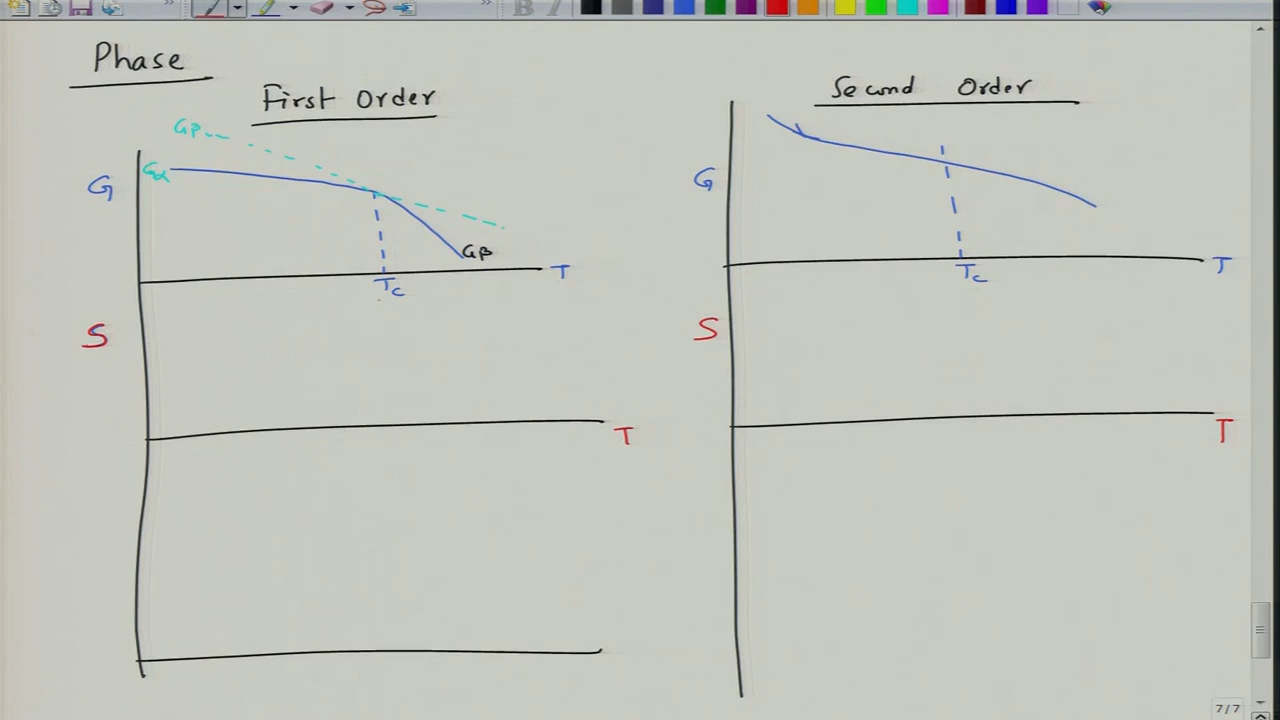 Phase
First Order
Second Order
Gβ
Gα
G
Gβ
T
Tc
G
T
Tc
S
T
S
T
7/7